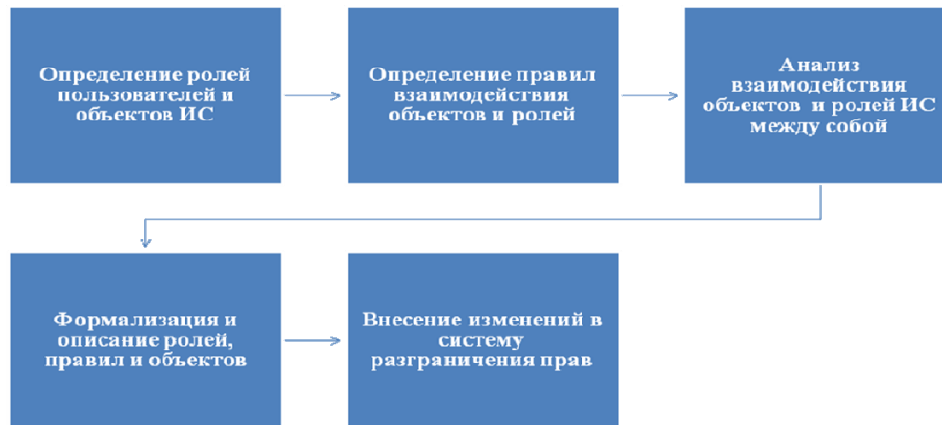 Определение ролей
пользователей и
объектов ИС
Определение правил
взаимодействия
объектов и ролей
Анализ
взаимодействия
объектов и ролей ИС
между собой
Формализация и
описание ролей,
правил и объектов
Внесение изменений в
систему
разграничения прав